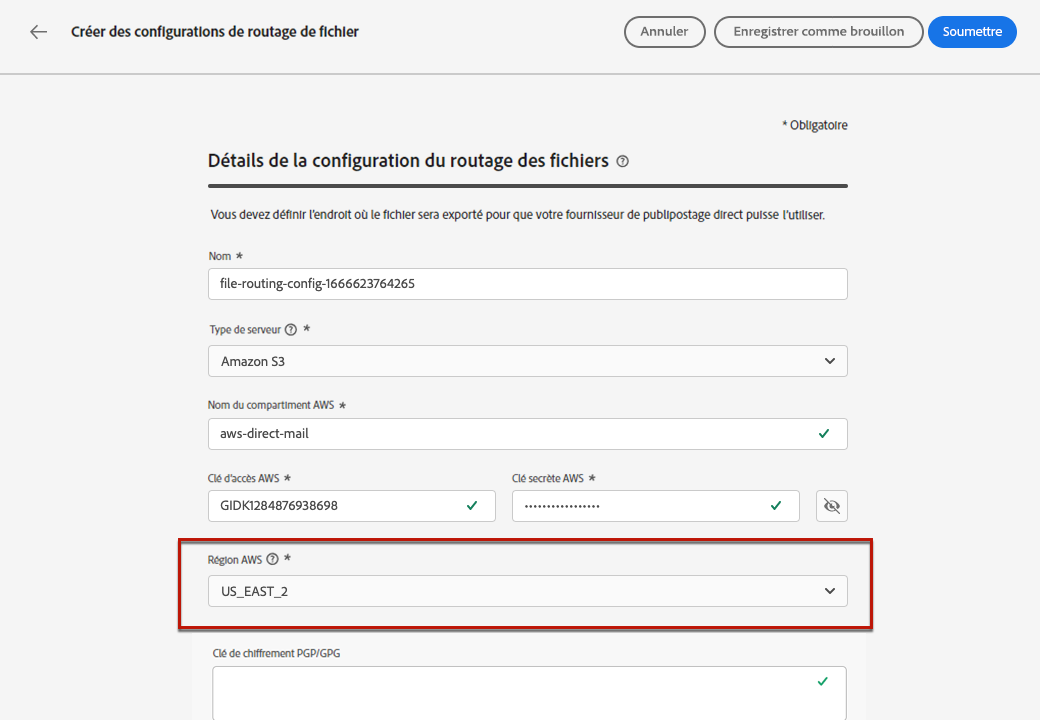 Créer des configurations de routage de fichier
Annuler
Enregistrer comme brouillon
Soumettre
* Obligatoire
Détails de la configuration du routage des fichiers
Vous devez définir l'endroit où le fichier sera exporté pour que votre fournisseur de publipostage direct puisse l'utiliser.
Nom *
file-routing-config-1666623764265
Type de serveur ? *
Amazon S3
Nom du compartiment AWS *
aws-direct-mail
Clé d'accès AWS *
Clé secrète AWS *
GIDK1284876938698
•••••••••••••••••
Région AWS ? *
US_EAST_2
Clé de chiffrement PGP/GPG